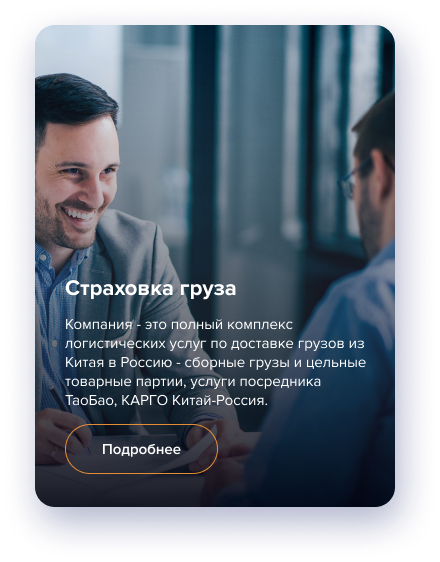 Страховка груза
Компания - это полный комплекс
логистических услуг по доставке грузов из
Китая в Россию - сборные грузы и цельные
товарные партии, услуги посредника
ТаоБао, КАРГО Китай-Россия.
Подробнее